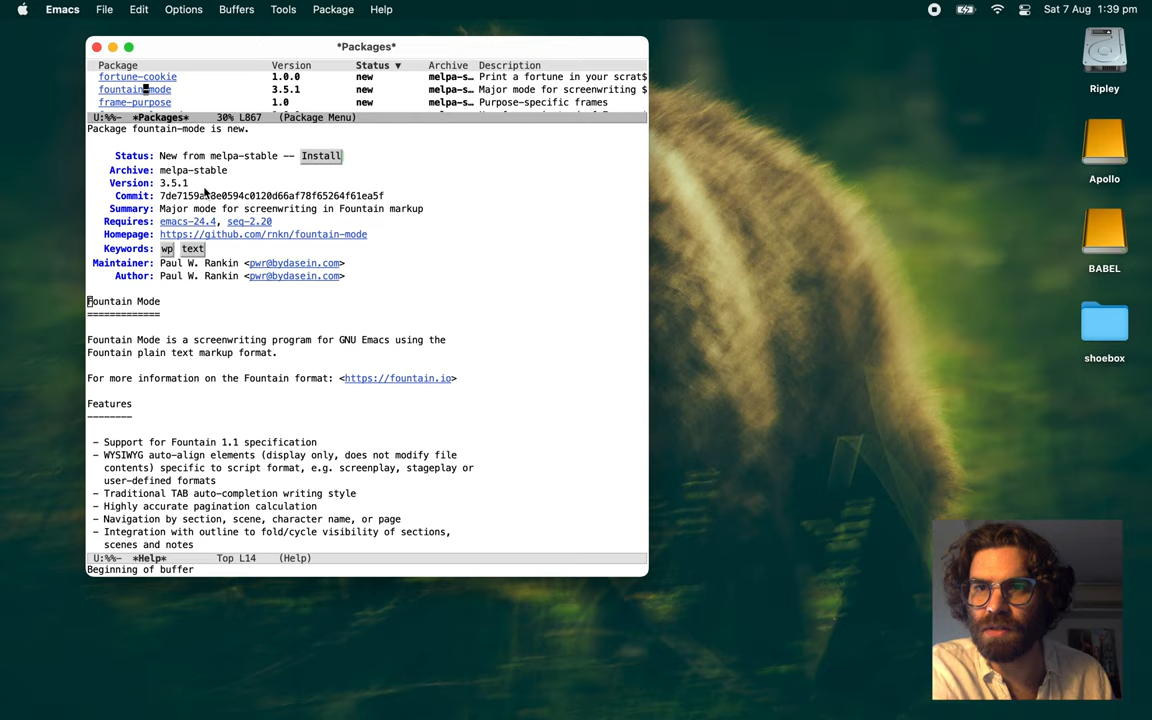 Emacs File Edit Options Buffers Tools Package Help Sat 7 Aug 1:39 pm
*Packages*
Package Version Status ▼ Archive Description
fortune-cookie 1.0.0 new melpa-s… Print a fortune in your scrat$
fountain-mode 3.5.1 new melpa-s… Major mode for screenwriting $
frame-purpose 1.0 new melpa-s… Purpose-specific frames
U:%%- *Packages* 30% L867 (Package Menu)
Package fountain-mode is new.
Status: New from melpa-stable -- Install
Archive: melpa-stable
Version: 3.5.1
Summary: Major mode for screenwriting in Fountain markup
Requires: emacs-24.4, seq-2.20
Homepage: https://github.com/rnkn/fountain-mode
Keywords: wp text
Maintainer: Paul W. Rankin <pwr@bydasein.com>
Author: Paul W. Rankin <pwr@bydasein.com>
Fountain Mode
=============
Fountain Mode is a screenwriting program for GNU Emacs using the
Fountain plain text markup format.
For more information on the Fountain format: <https://fountain.io>
Features
--------
- Support for Fountain 1.1 specification
- WYSIWYG auto-align elements (display only, does not modify file
contents) specific to script format, e.g. screenplay, stageplay or
user-defined formats
- Traditional TAB auto-completion writing style
- Highly accurate pagination calculation
- Navigation by section, scene, character name, or page
- Integration with outline to fold/cycle visibility of sections,
scenes and notes
U:%%- *Help* Top L14 (Help)
Beginning of buffer
Ripley
Apollo
BABEL
shoebox